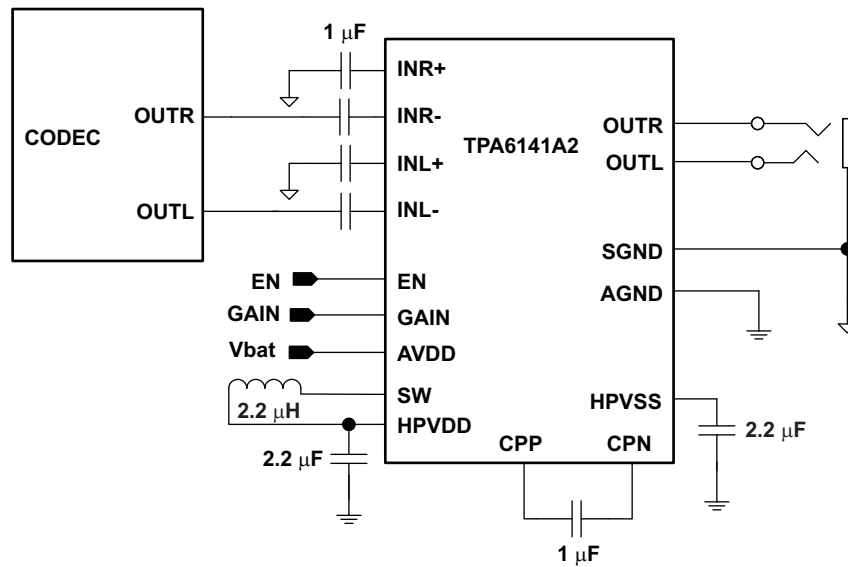 1 μF
INR+
OUTR
INR-
CODEC
TPA6141A2
OUTR
INL+
OUTL
OUTL
INL-
SGND
EN
EN
AGND
GAIN
GAIN
Vbat
AVDD
SW
HPVSS
2.2 μH
HPVDD
2.2 μF
2.2 μF
CPP
CPN
1 μF